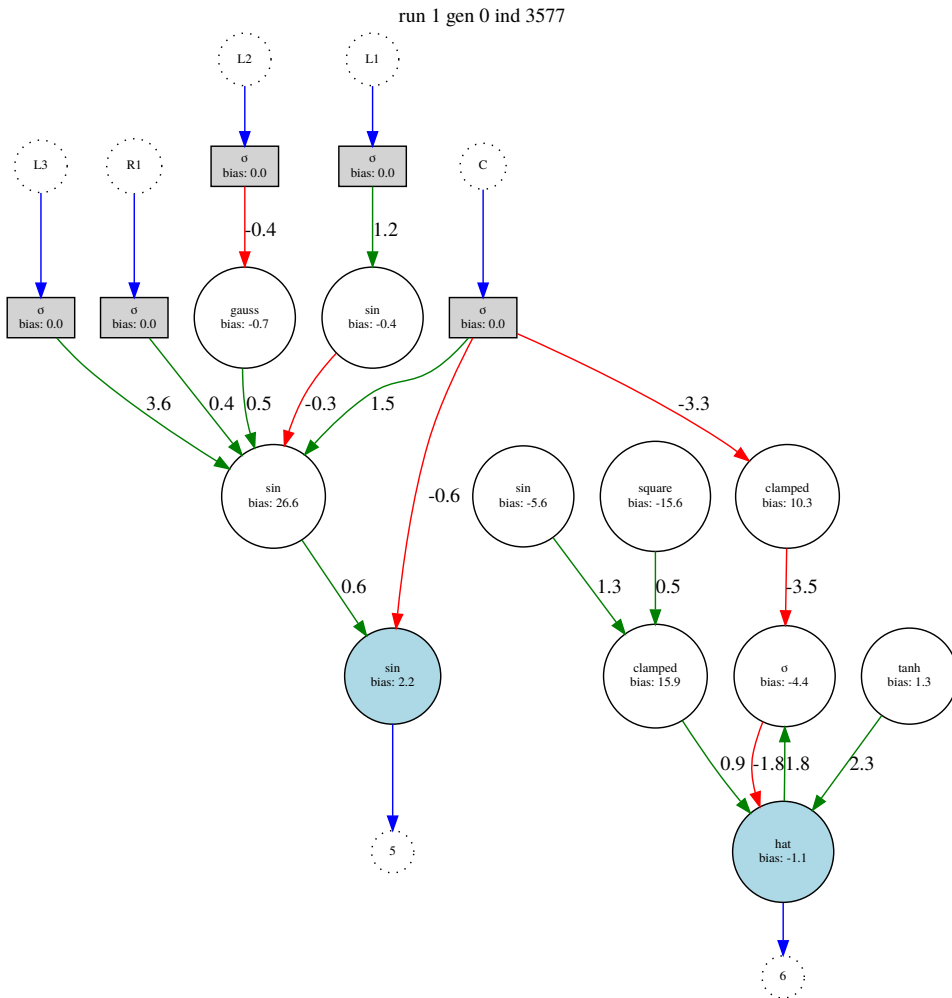 run 1 gen 0 ind 3577
L2
L1
L3
R1
C
σ
bias: 0.0
σ
bias: 0.0
-0.4
1.2
σ
bias: 0.0
σ
bias: 0.0
gauss
bias: -0.7
sin
bias: -0.4
σ
bias: 0.0
3.6
0.4
0.5
-0.3
1.5
-3.3
sin
bias: 26.6
-0.6
sin
bias: -5.6
square
bias: -15.6
clamped
bias: 10.3
0.6
1.3
0.5
-3.5
sin
bias: 2.2
clamped
bias: 15.9
σ
bias: -4.4
tanh
bias: 1.3
0.9
-1.8
1.8
2.3
5
hat
bias: -1.1
6